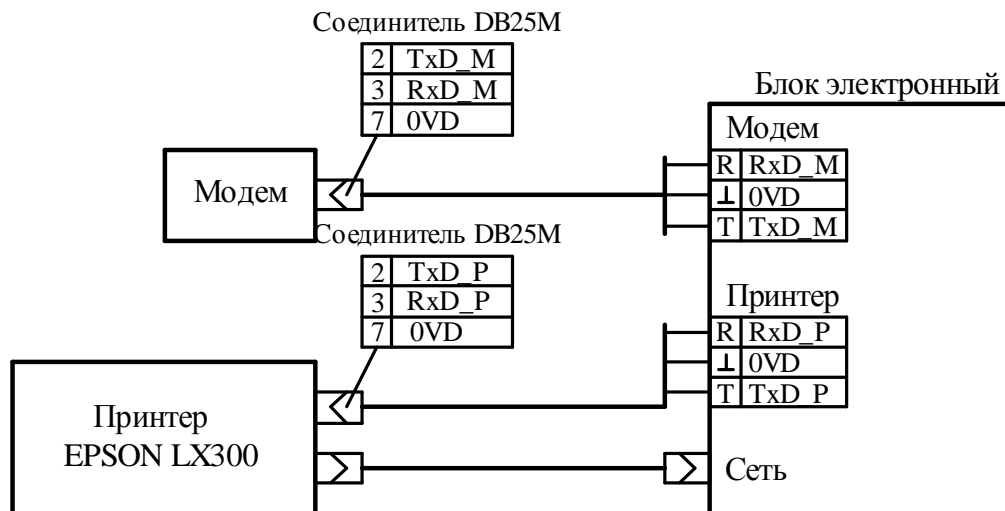 Соединитель DB25M
2 TxD_M
3 RxD_M
7 0VD
Блок электронный
Модем
R RxD_M
⊥ 0VD
T TxD_M
Модем
Соединитель DB25M
2 TxD_P
3 RxD_P
7 0VD
Принтер
R RxD_P
⊥ 0VD
T TxD_P
Принтер
EPSON LX300
Сеть